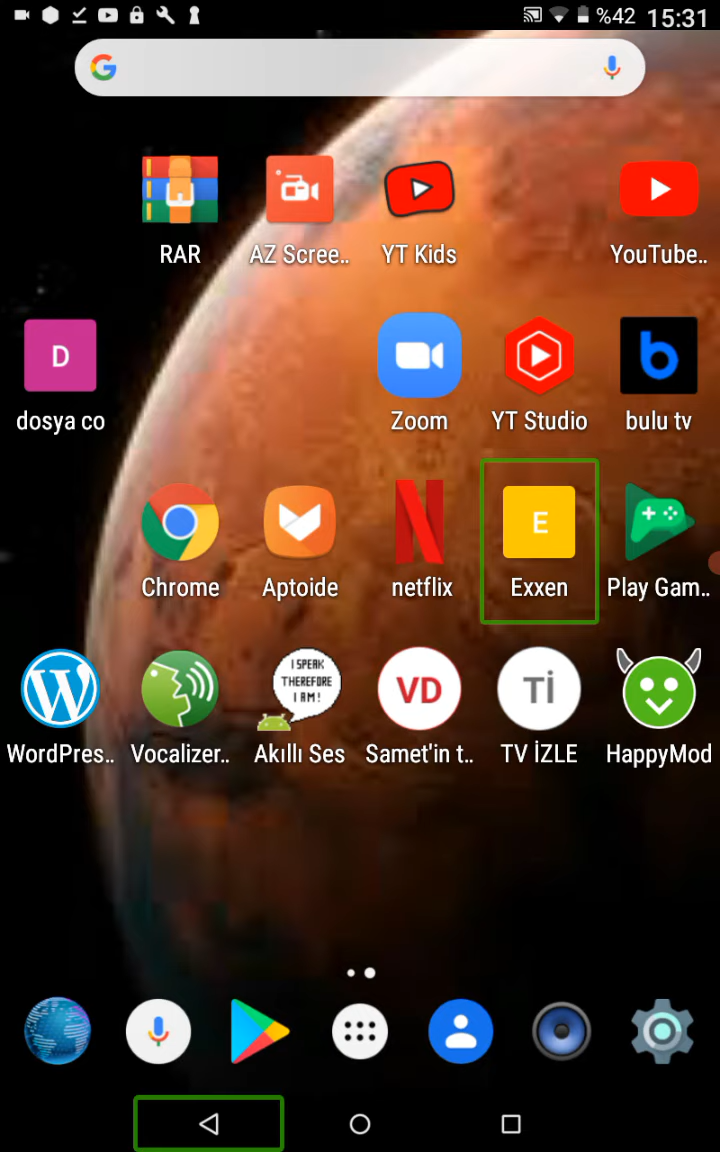 %42 15:31
RAR
AZ Scree..
YT Kids
YouTube..
D
dosya co
Zoom
YT Studio
b
bulu tv
Chrome
Aptoide
N
netflix
E
Exxen
Play Gam..
W
WordPres..
Vocalizer..
I SPEAK
THEREFORE
I AM!
Akıllı Ses
VD
Samet'in t..
Tİ
TV İZLE
HappyMod